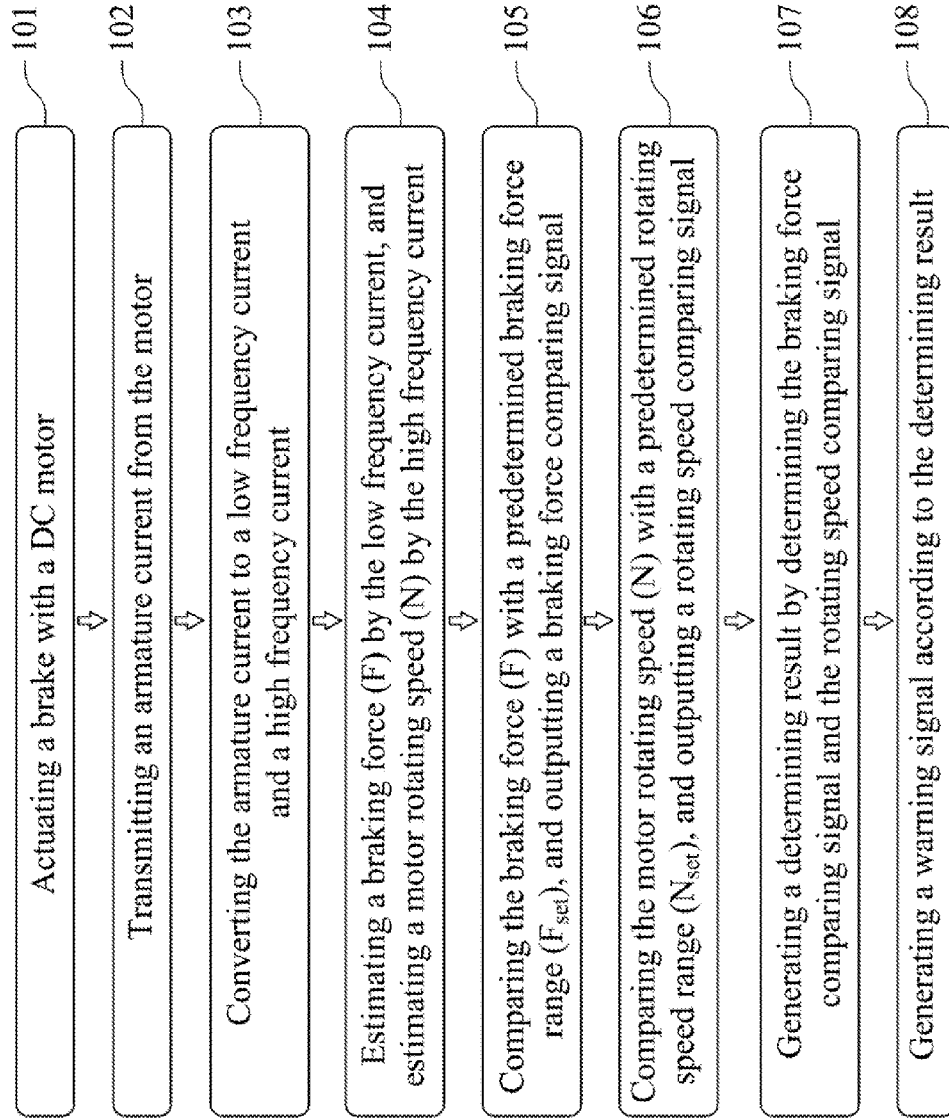 Actuating a brake with a DC motor
101
Transmitting an armature current from the motor
102
Converting the armature current to a low frequency current
and a high frequency current
103
Estimating a braking force (F) by the low frequency current, and
estimating a motor rotating speed (N) by the high frequency current
104
Comparing the braking force (F) with a predetermined braking force
range (Fset), and outputting a braking force comparing signal
105
Comparing the motor rotating speed (N) with a predetermined rotating
speed range (Nset), and outputting a rotating speed comparing signal
106
Generating a determining result by determining the braking force
comparing signal and the rotating speed comparing signal
107
Generating a warning signal according to the determining result
108